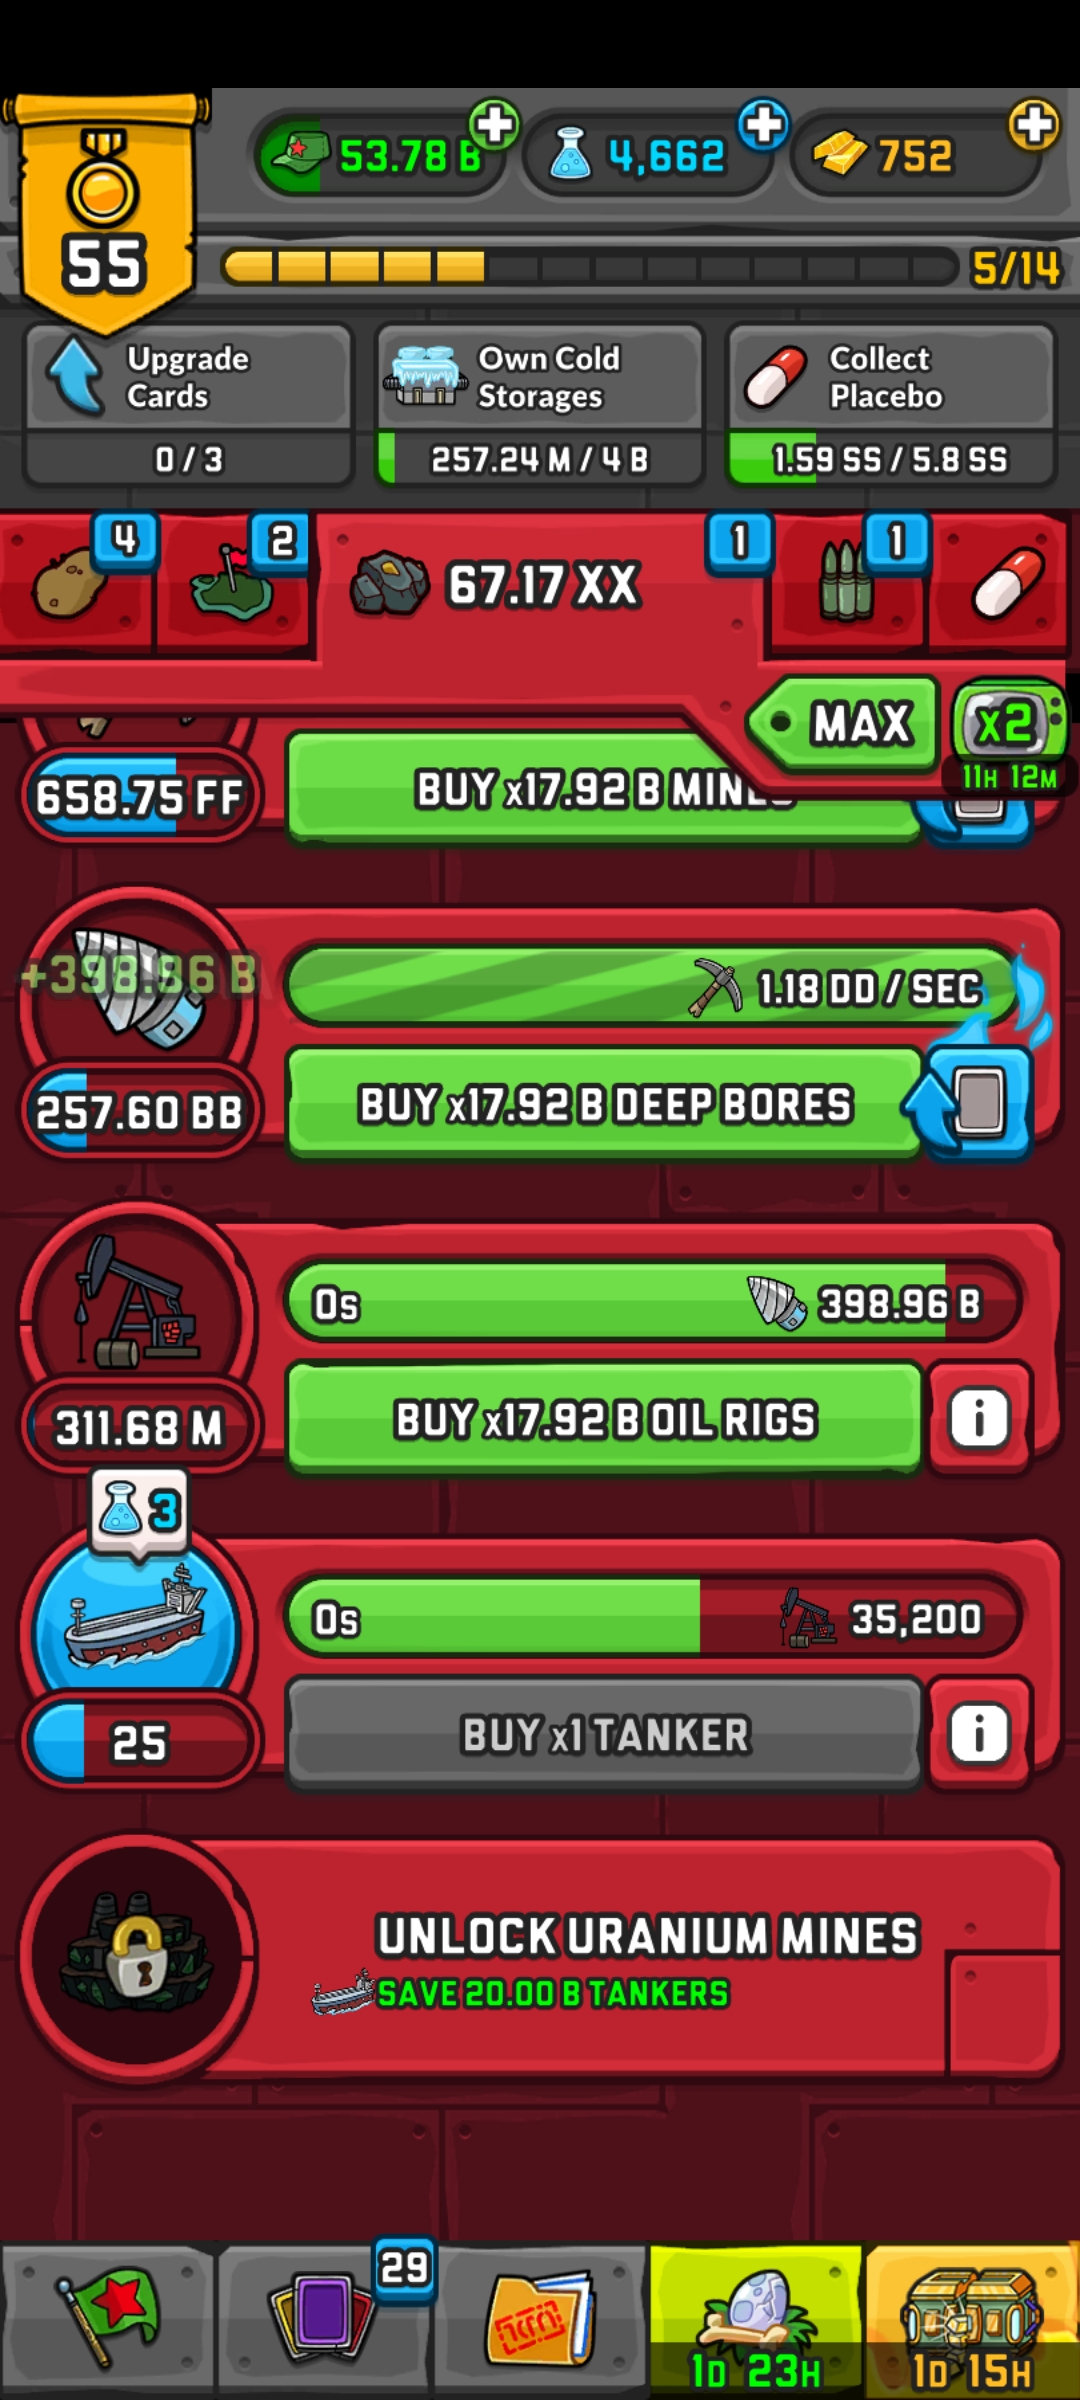 53.78 B
4,662
752
55
5/14
Upgrade
Cards
0 / 3
Own Cold
Storages
257.24 M / 4 B
Collect
Placebo
1.59 SS / 5.8 SS
4
2
67.17 XX
1
1
MAX
X2
11H 12M
658.75 FF
BUY x17.92 B MINES
+398.96 B
1.18 DD / SEC
257.60 BB
BUY x17.92 B DEEP BORES
0s
398.96 B
311.68 M
BUY x17.92 B OIL RIGS
i
3
0s
35,200
25
BUY x1 TANKER
i
UNLOCK URANIUM MINES
SAVE 20.00 B TANKERS
29
1D 23H
1D 15H